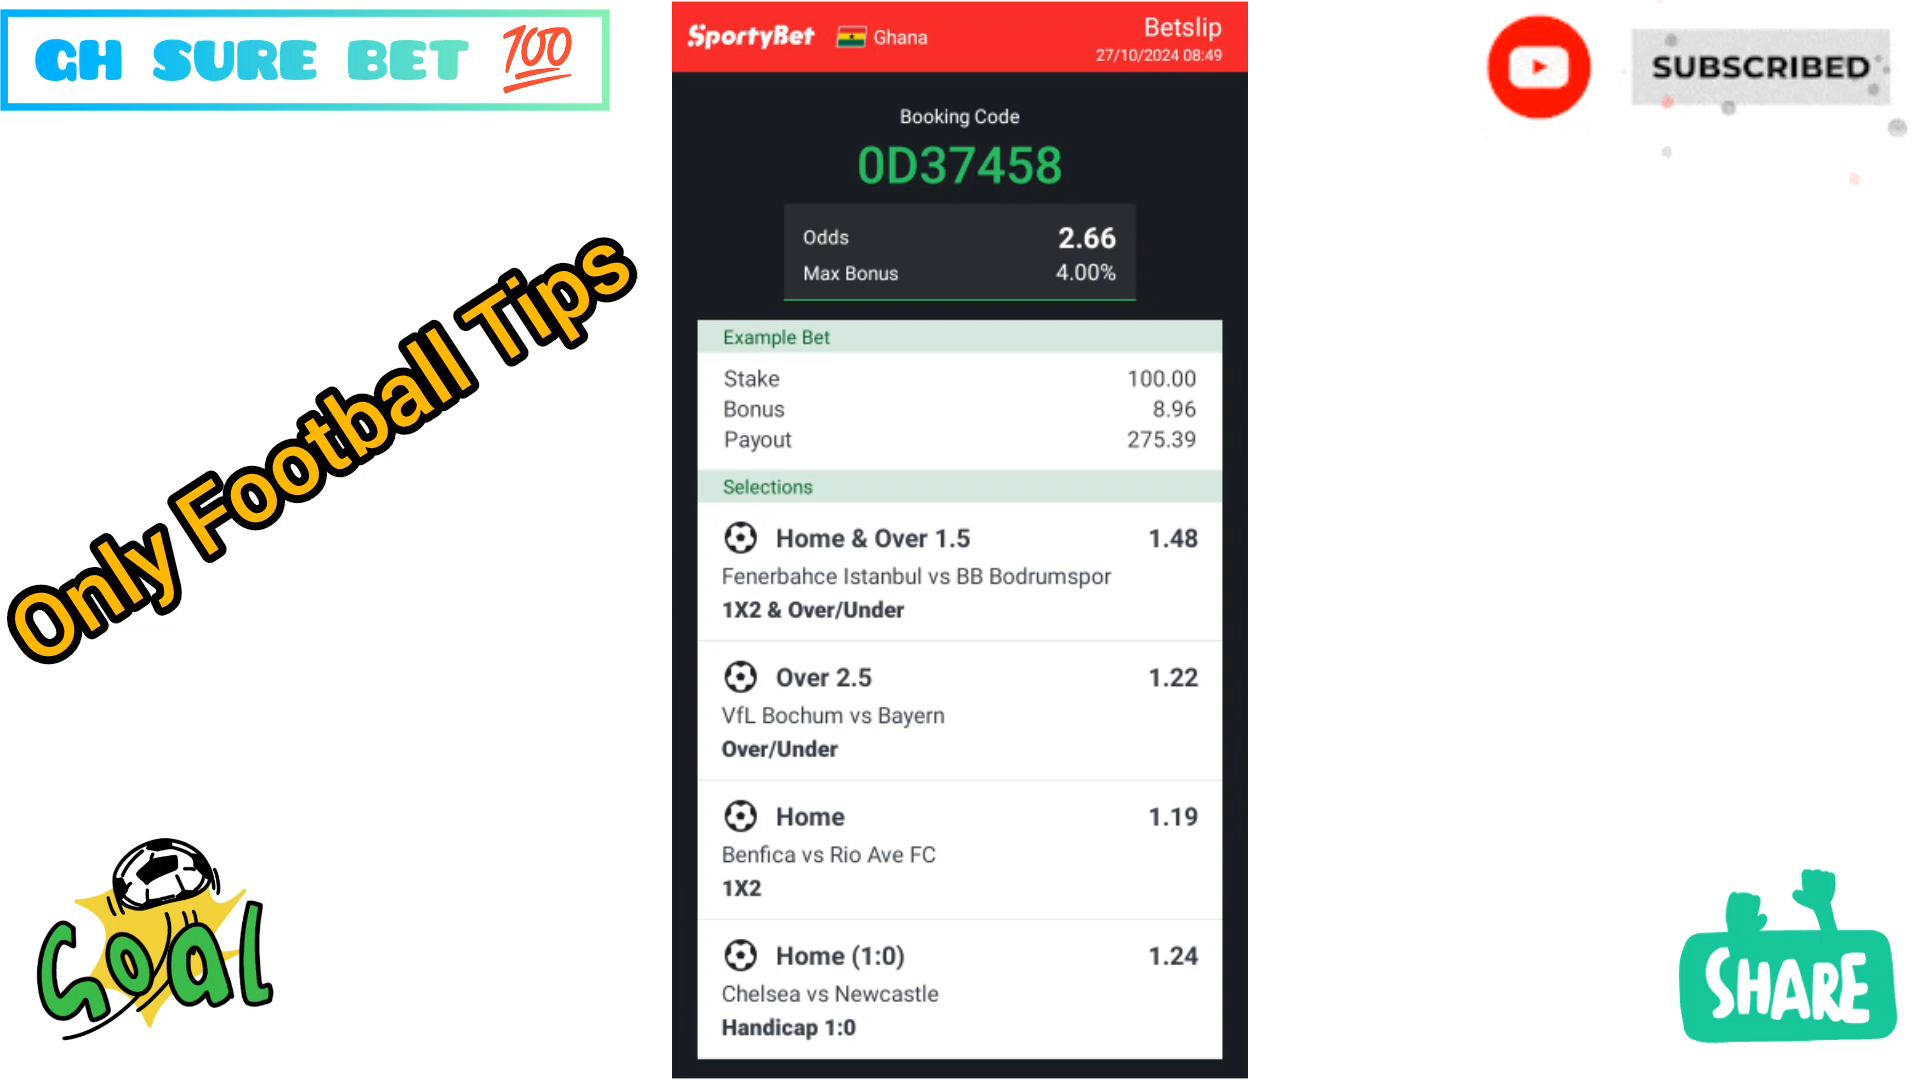 GH SURE BET 100
SportyBet Ghana Betslip
27/10/2024 08:49
SUBSCRIBED
Booking Code
0D37458
Odds 2.66
Max Bonus 4.00%
Only Football Tips
Example Bet
Stake 100.00
Bonus 8.96
Payout 275.39
Selections
Home & Over 1.5 1.48
Fenerbahce Istanbul vs BB Bodrumspor
1X2 & Over/Under
Over 2.5 1.22
VfL Bochum vs Bayern
Over/Under
Home 1.19
Benfica vs Rio Ave FC
1X2
Home (1:0) 1.24
Chelsea vs Newcastle
Handicap 1:0
Goal
SHARE